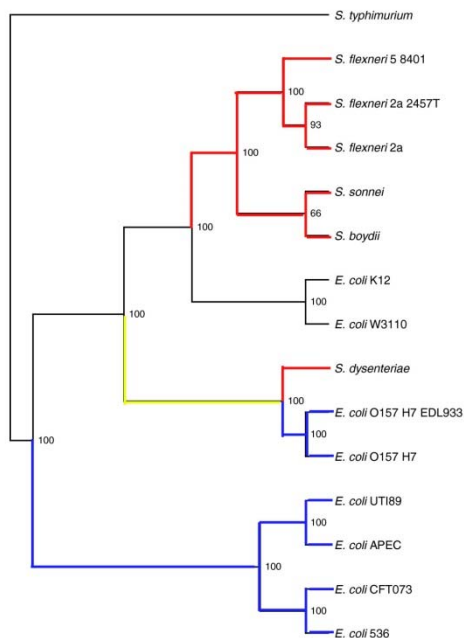 S. typhimurium
S. flexneri 5 8401
100
S. flexneri 2a 2457T
93
S. flexneri 2a
100
S. sonnei
66
S. boydii
100
E. coli K12
100
E. coli W3110
100
S. dysenteriae
100
E. coli O157 H7 EDL933
100
E. coli O157 H7
100
E. coli UTI89
100
E. coli APEC
100
E. coli CFT073
100
E. coli 536